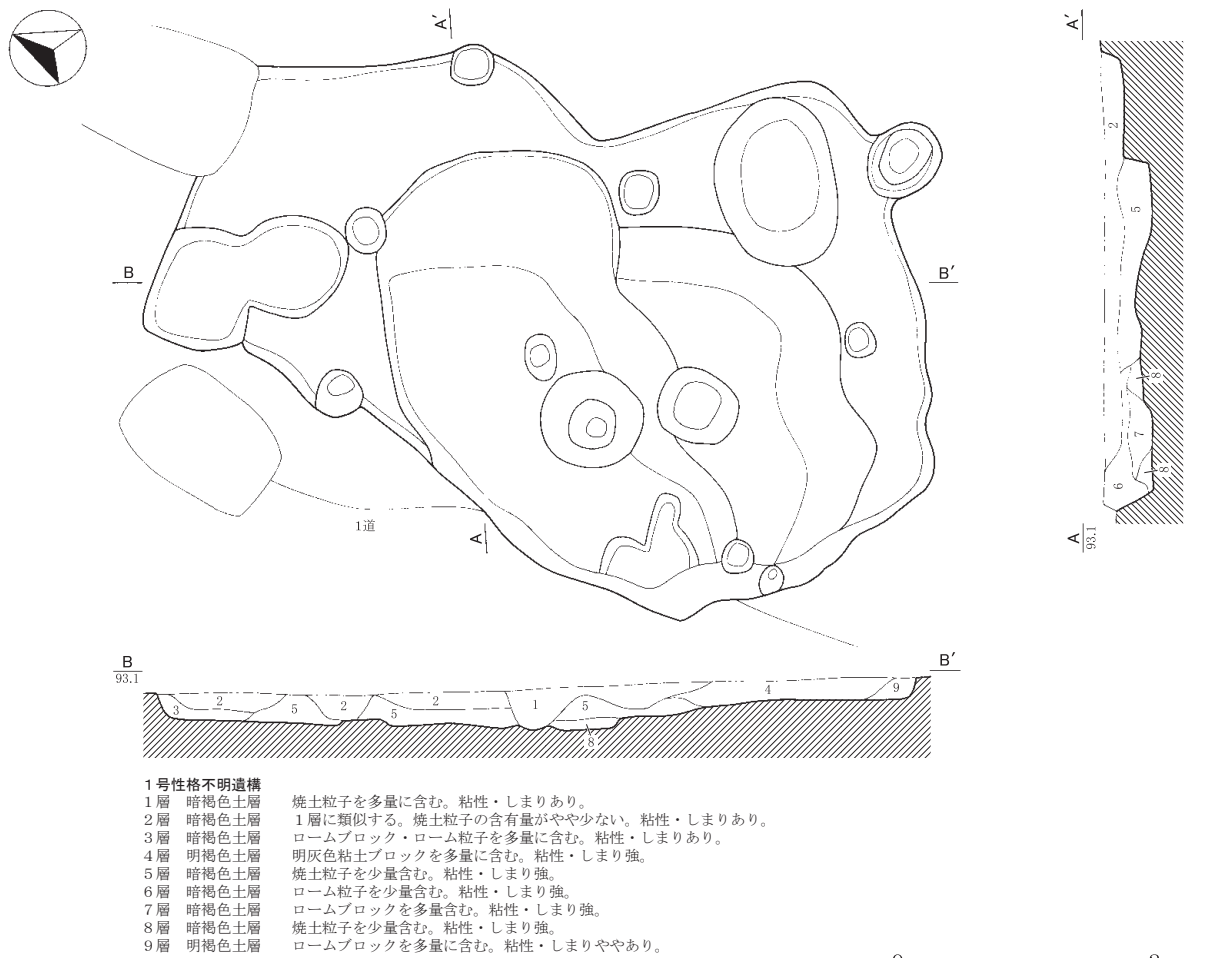 A′
A′
2
5
B
B′
8
1道
7
8
6
A
A
93.1
B
93.1
B′
3
2
5
2
5
2
1
5
8
4
9
1号性格不明遺構
1層 暗褐色土層 焼土粒子を多量に含む。粘性・しまりあり。
2層 暗褐色土層 1層に類似する。焼土粒子の含有量がやや少ない。粘性・しまりあり。
3層 暗褐色土層 ロームブロック・ローム粒子を多量に含む。粘性・しまりあり。
4層 明褐色土層 明灰色粘土ブロックを多量に含む。粘性・しまり強。
5層 暗褐色土層 焼土粒子を少量含む。粘性・しまり強。
6層 暗褐色土層 ローム粒子を少量含む。粘性・しまり強。
7層 暗褐色土層 ロームブロックを多量含む。粘性・しまり強。
8層 暗褐色土層 焼土粒子を少量含む。粘性・しまり強。
9層 明褐色土層 ロームブロックを多量に含む。粘性・しまりややあり。